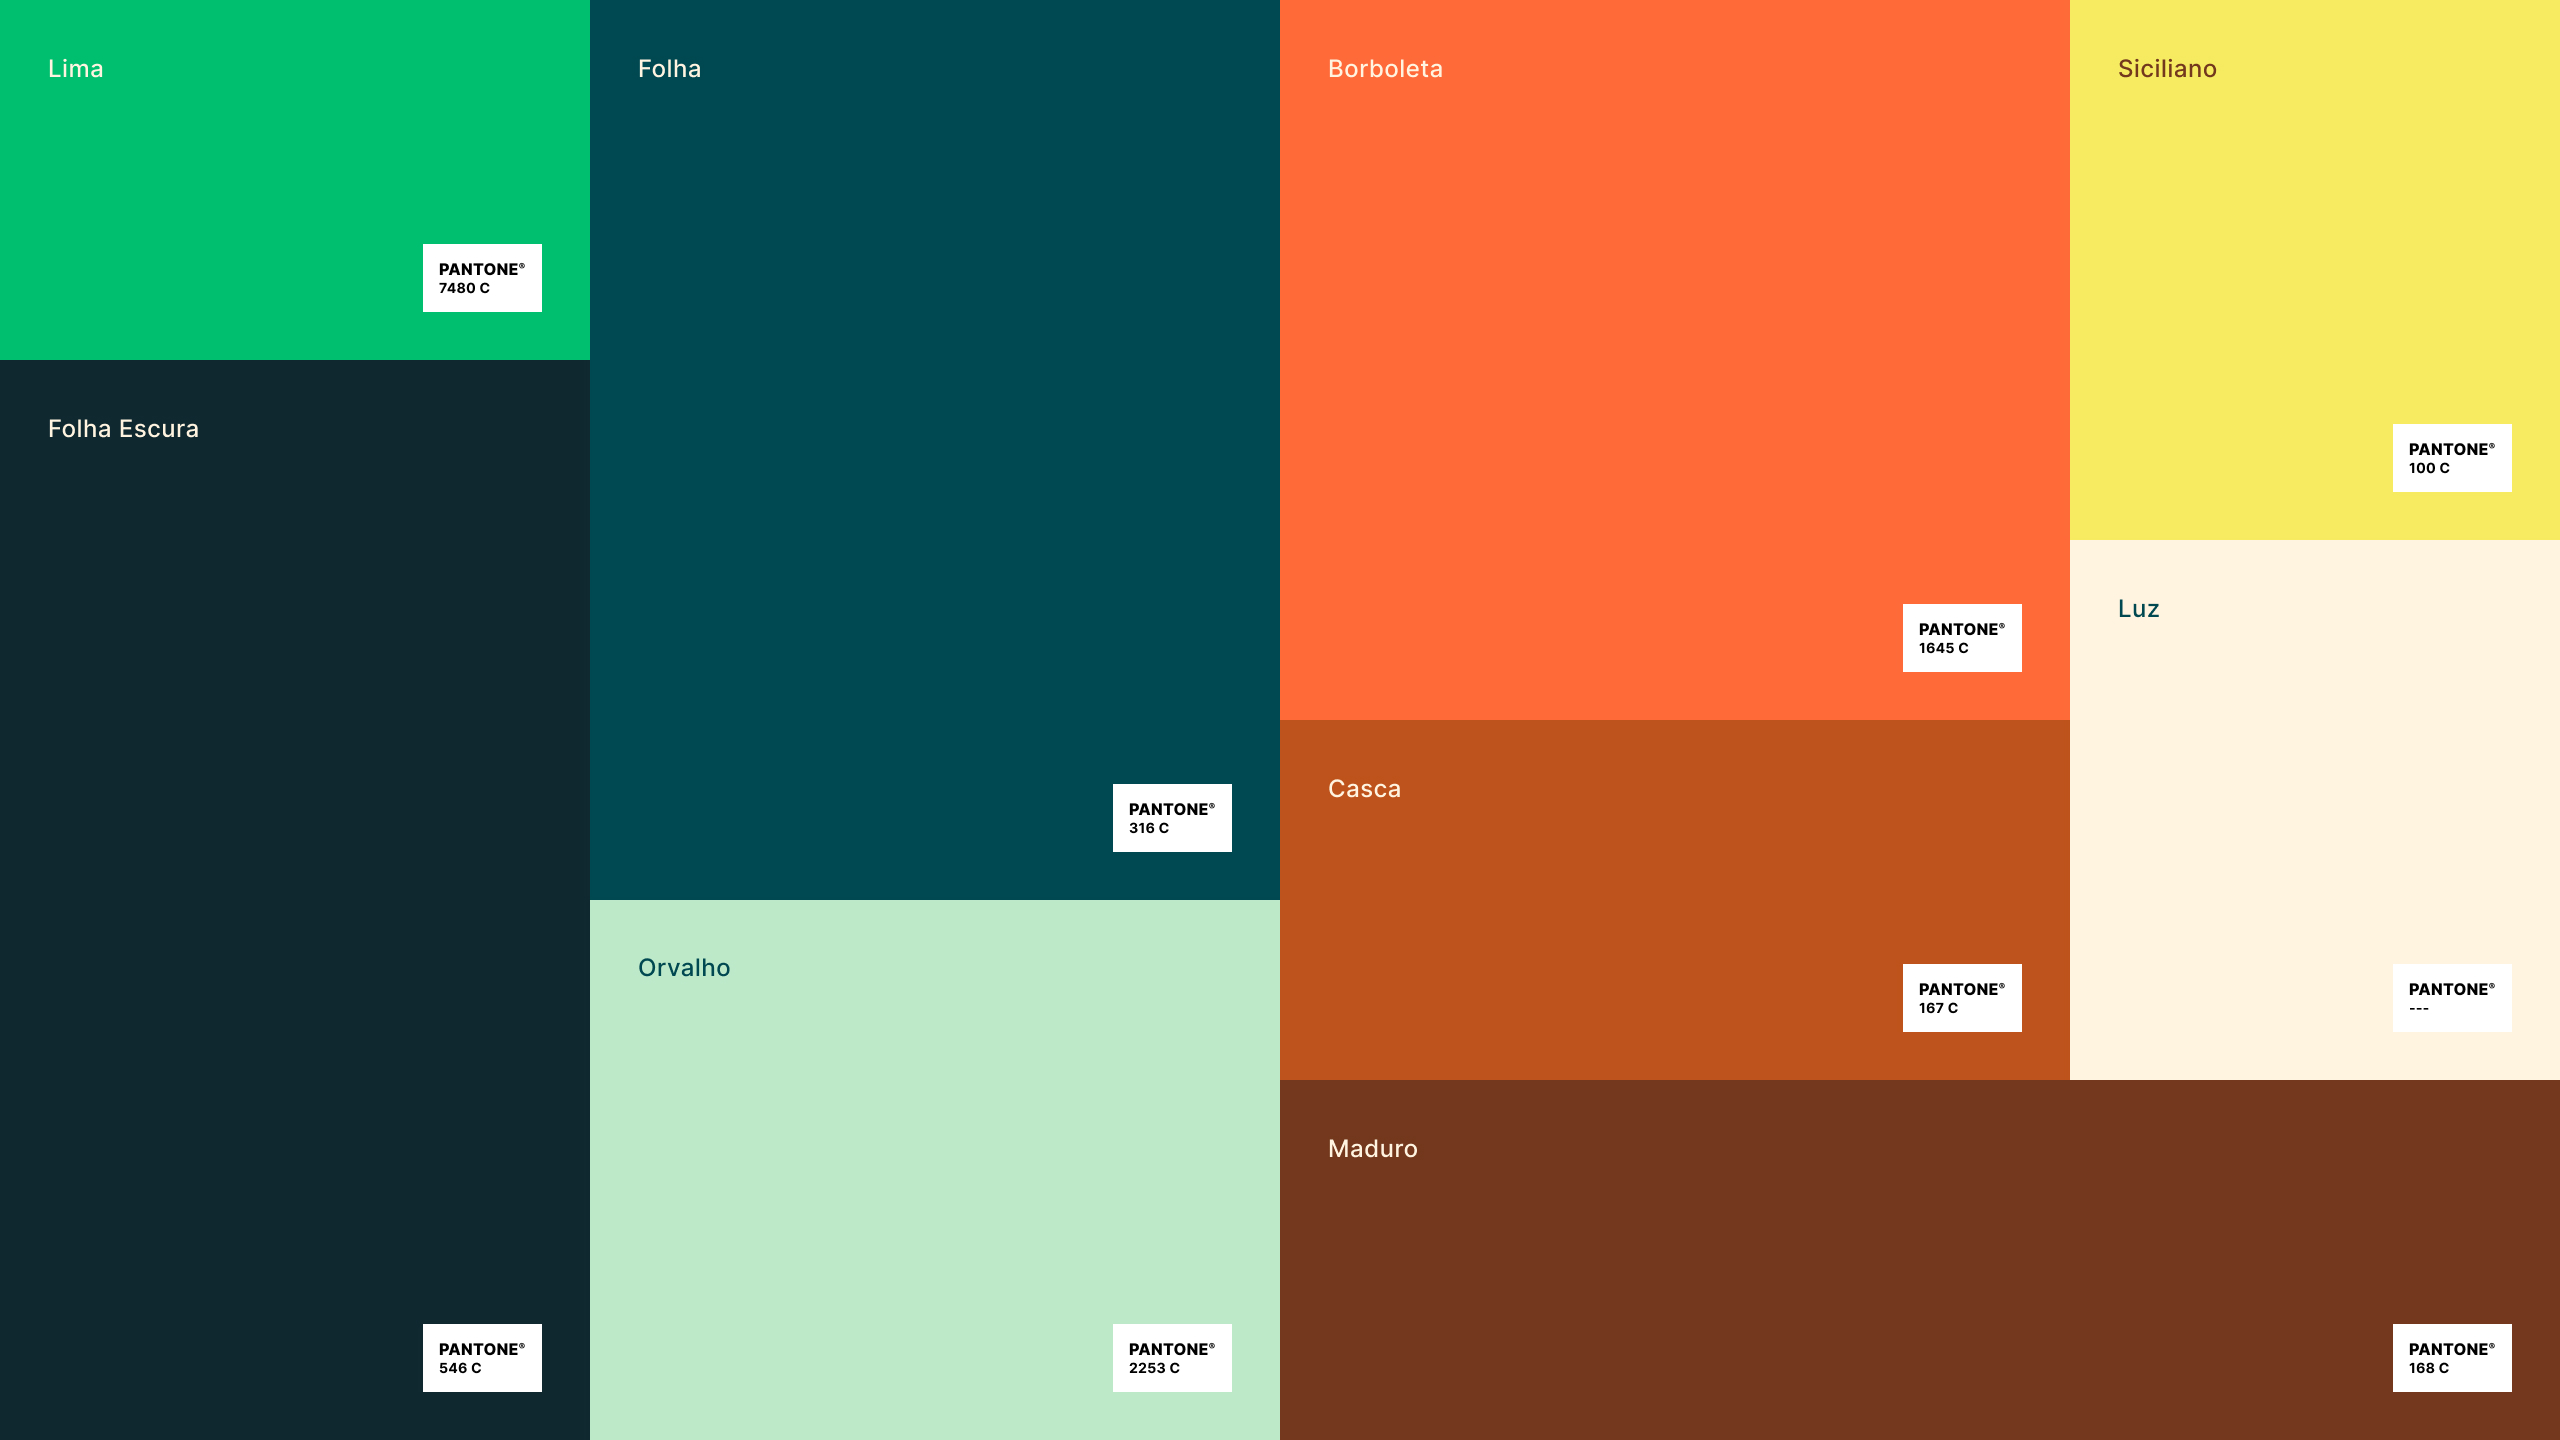 Lima
PANTONE®
7480 C
Folha Escura
PANTONE®
546 C
Folha
PANTONE®
316 C
Orvalho
PANTONE®
2253 C
Borboleta
PANTONE®
1645 C
Casca
PANTONE®
167 C
Siciliano
PANTONE®
100 C
Luz
PANTONE®
---
Maduro
PANTONE®
168 C